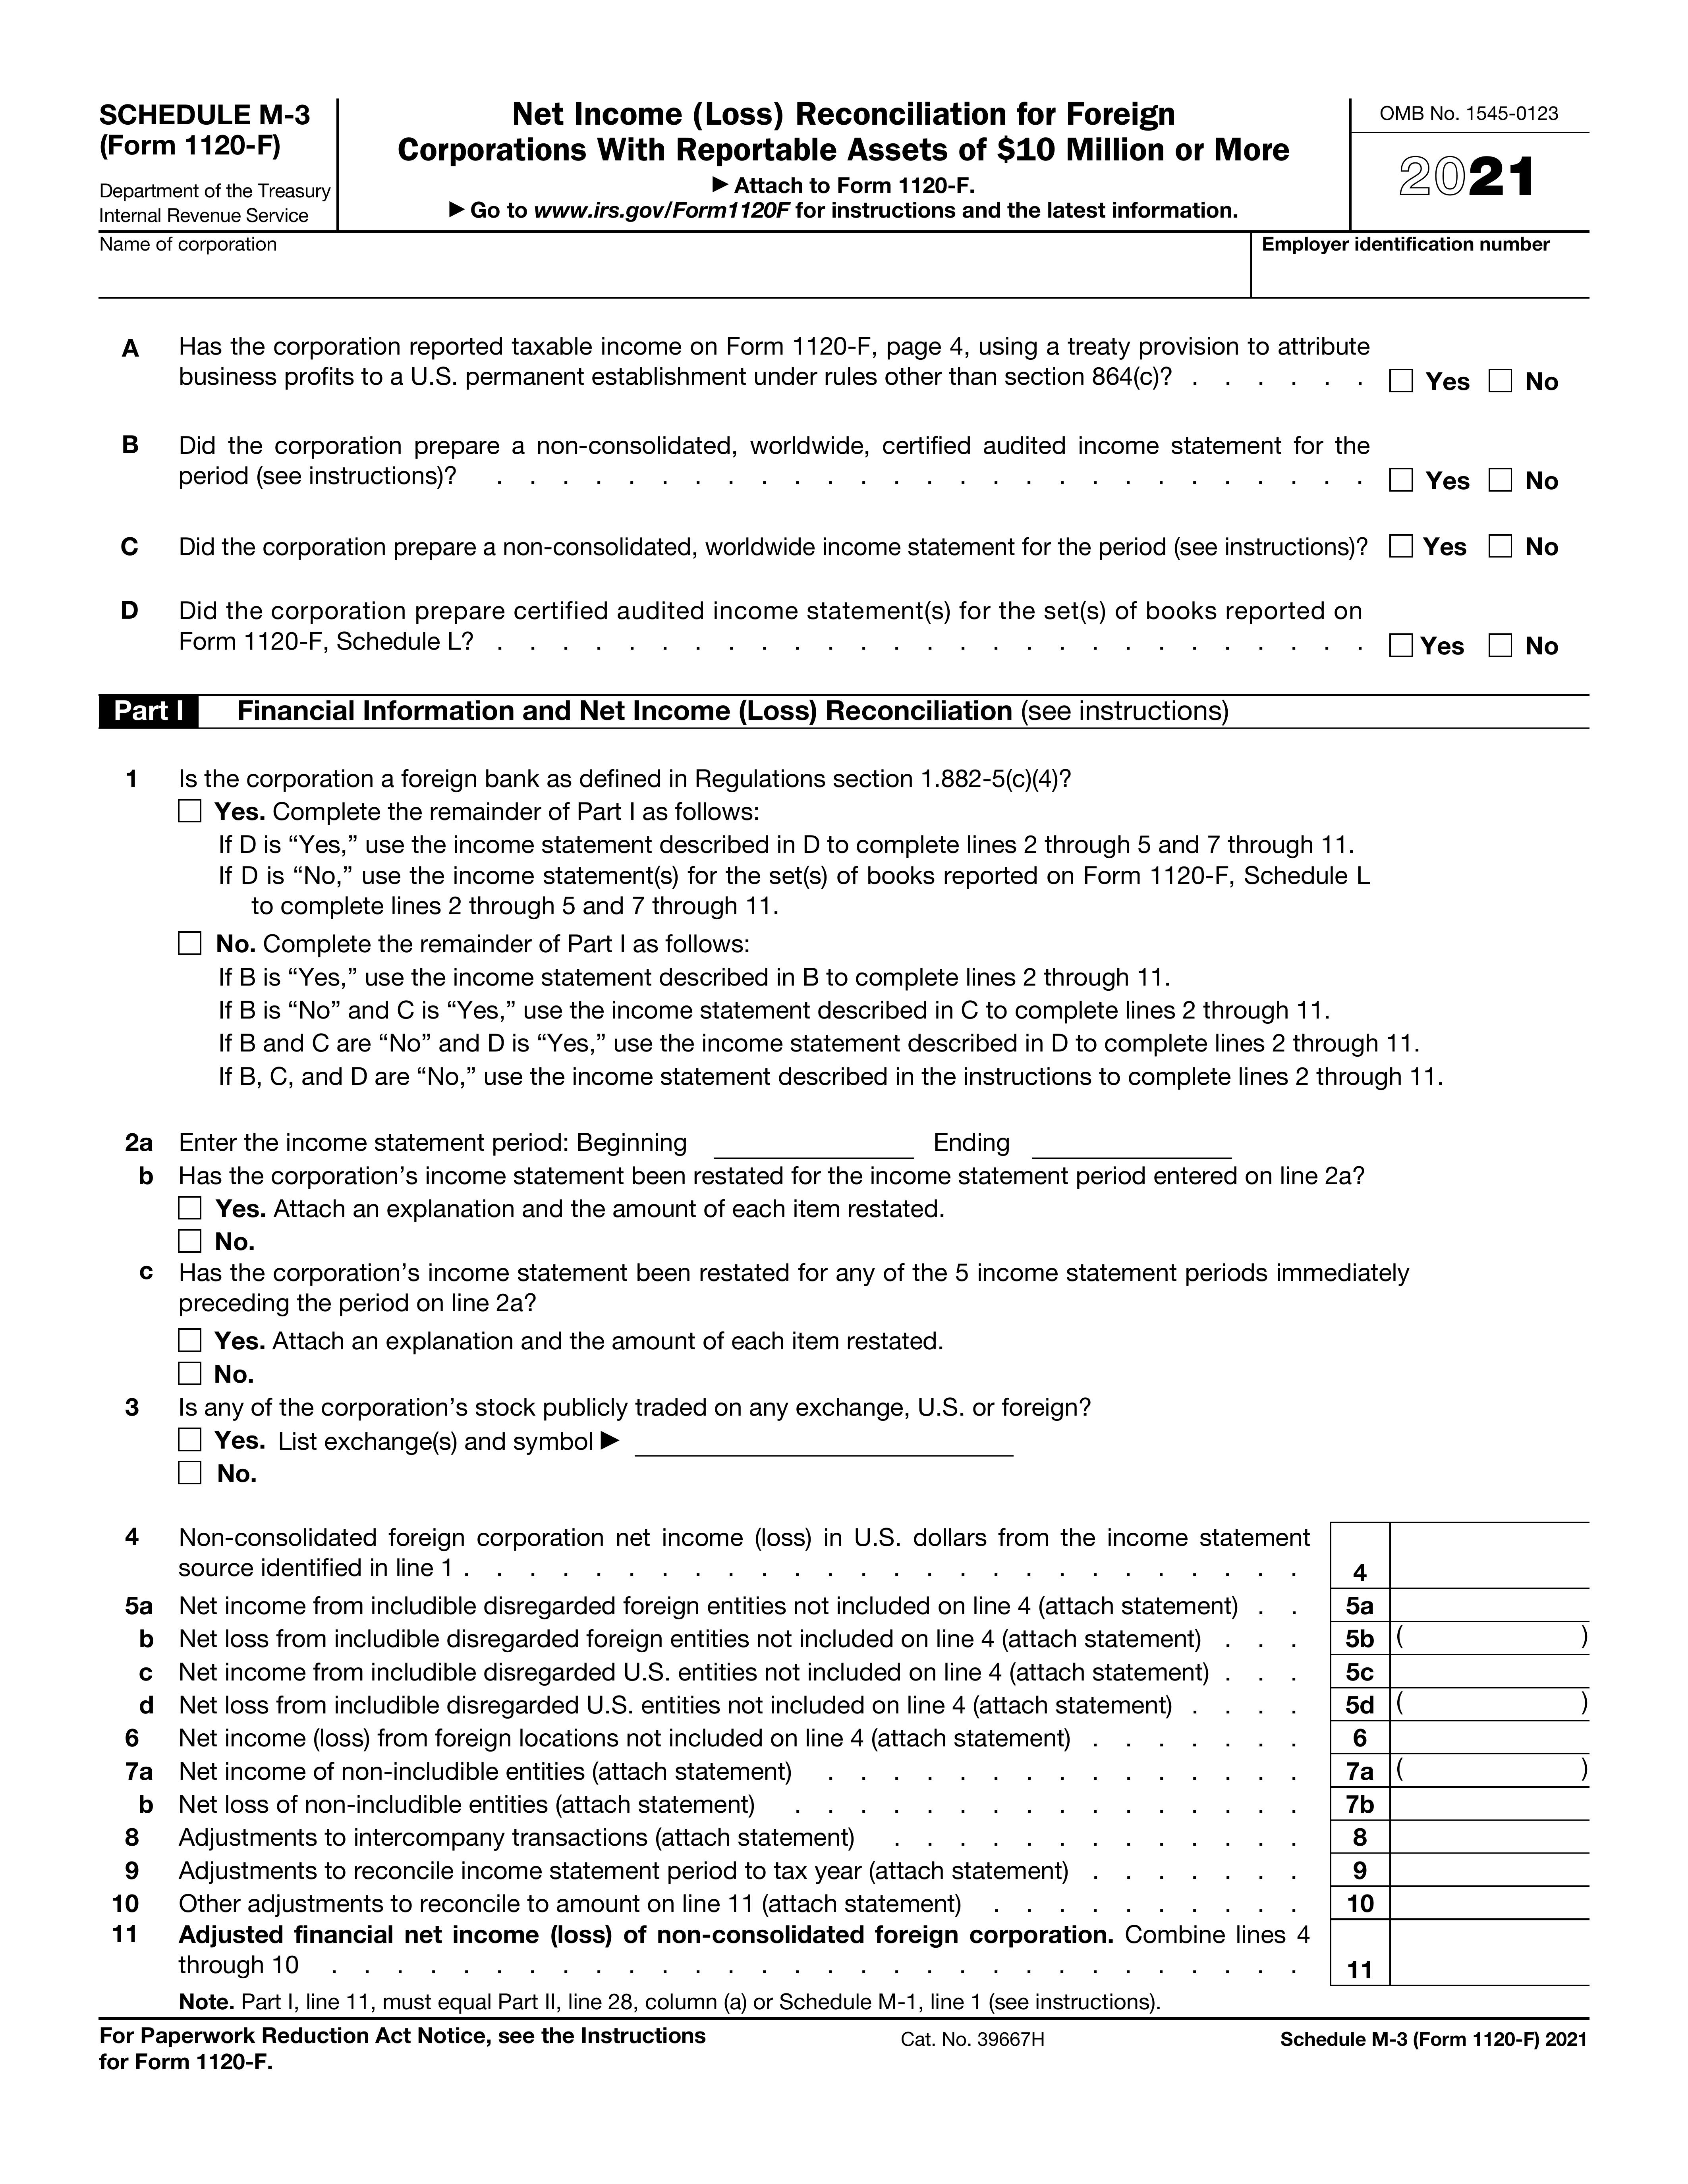 SCHEDULE M-3
(Form 1120-F)
Department of the Treasury
Internal Revenue Service
Net Income (Loss) Reconciliation for Foreign
Corporations With Reportable Assets of $10 Million or More
▶ Attach to Form 1120-F.
▶ Go to www.irs.gov/Form1120F for instructions and the latest information.
OMB No. 1545-0123
2021
Name of corporation
Employer identification number
A Has the corporation reported taxable income on Form 1120-F, page 4, using a treaty provision to attribute
business profits to a U.S. permanent establishment under rules other than section 864(c)? . . . . . . Yes No
B Did the corporation prepare a non-consolidated, worldwide, certified audited income statement for the
period (see instructions)? . . . . . . . . . . . . . . . . . . . . . . . . . . . Yes No
C Did the corporation prepare a non-consolidated, worldwide income statement for the period (see instructions)? Yes No
D Did the corporation prepare certified audited income statement(s) for the set(s) of books reported on
Form 1120-F, Schedule L? . . . . . . . . . . . . . . . . . . . . . . . . . . . Yes No
Part I Financial Information and Net Income (Loss) Reconciliation (see instructions)
1 Is the corporation a foreign bank as defined in Regulations section 1.882-5(c)(4)?
Yes. Complete the remainder of Part I as follows:
If D is “Yes,” use the income statement described in D to complete lines 2 through 5 and 7 through 11.
If D is “No,” use the income statement(s) for the set(s) of books reported on Form 1120-F, Schedule L
to complete lines 2 through 5 and 7 through 11.
No. Complete the remainder of Part I as follows:
If B is “Yes,” use the income statement described in B to complete lines 2 through 11.
If B is “No” and C is “Yes,” use the income statement described in C to complete lines 2 through 11.
If B and C are “No” and D is “Yes,” use the income statement described in D to complete lines 2 through 11.
If B, C, and D are “No,” use the income statement described in the instructions to complete lines 2 through 11.
2a Enter the income statement period: Beginning Ending
b Has the corporation’s income statement been restated for the income statement period entered on line 2a?
Yes. Attach an explanation and the amount of each item restated.
No.
c Has the corporation’s income statement been restated for any of the 5 income statement periods immediately
preceding the period on line 2a?
Yes. Attach an explanation and the amount of each item restated.
No.
3 Is any of the corporation’s stock publicly traded on any exchange, U.S. or foreign?
Yes. List exchange(s) and symbol ▶
No.
4 Non-consolidated foreign corporation net income (loss) in U.S. dollars from the income statement
source identified in line 1 . . . . . . . . . . . . . . . . . . . . . . . . . . 4
5a Net income from includible disregarded foreign entities not included on line 4 (attach statement) . . 5a
b Net loss from includible disregarded foreign entities not included on line 4 (attach statement) . . . 5b ( )
c Net income from includible disregarded U.S. entities not included on line 4 (attach statement) . . . 5c
d Net loss from includible disregarded U.S. entities not included on line 4 (attach statement) . . . . 5d ( )
6 Net income (loss) from foreign locations not included on line 4 (attach statement) . . . . . . . 6
7a Net income of non-includible entities (attach statement) . . . . . . . . . . . . . . . 7a ( )
b Net loss of non-includible entities (attach statement) . . . . . . . . . . . . . . . . 7b
8 Adjustments to intercompany transactions (attach statement) . . . . . . . . . . . . . 8
9 Adjustments to reconcile income statement period to tax year (attach statement) . . . . . . . 9
10 Other adjustments to reconcile to amount on line 11 (attach statement) . . . . . . . . . . 10
11 Adjusted financial net income (loss) of non-consolidated foreign corporation. Combine lines 4
through 10 . . . . . . . . . . . . . . . . . . . . . . . . . . . . . . 11
Note. Part I, line 11, must equal Part II, line 28, column (a) or Schedule M-1, line 1 (see instructions).
For Paperwork Reduction Act Notice, see the Instructions
for Form 1120-F.
Cat. No. 39667H
Schedule M-3 (Form 1120-F) 2021